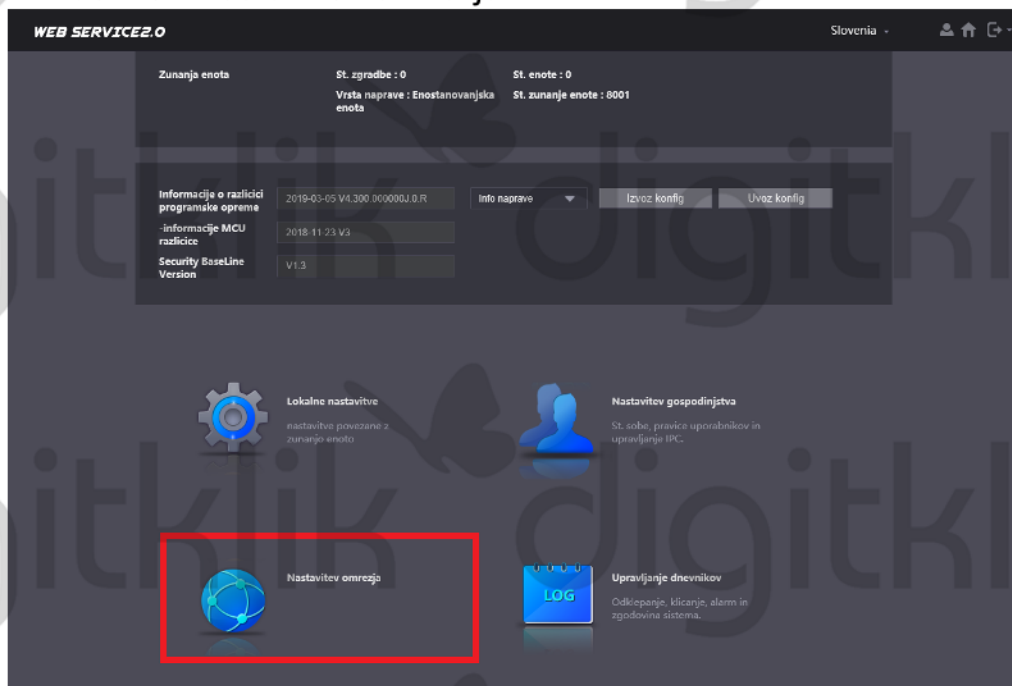 WEB SERVICE2.0
Slovenia
Zunanja enota
St. zgradbe : 0
St. enote : 0
Vrsta naprave : Enostanovanjska enota
St. zunanje enote : 8001
Informacije o razlicici programske opreme
2019-03-05 V4.300.000000J.0.R
Info naprave
Izvoz konfig
Uvoz konfig
-informacije MCU razlicice
2018-11-23 V3
Security BaseLine Version
V1.3
Lokalne nastavitve
nastavitve povezane z zunanjo enoto
Nastavitev gospodinjstva
St. sobe, pravice uporabnikov in upravljanje IPC.
Nastavitev omrezja
LOG
Upravljanje dnevnikov
Odklepanje, klicanje, alarm in zgodovina sistema.
digitklik
digitklik